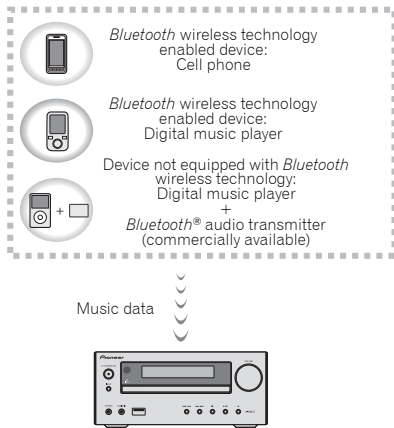 Bluetooth wireless technology
enabled device:
Cell phone
Bluetooth wireless technology
enabled device:
Digital music player
Device not equipped with Bluetooth
wireless technology:
Digital music player
+
+
Bluetooth® audio transmitter
(commercially available)
Music data
Pioneer